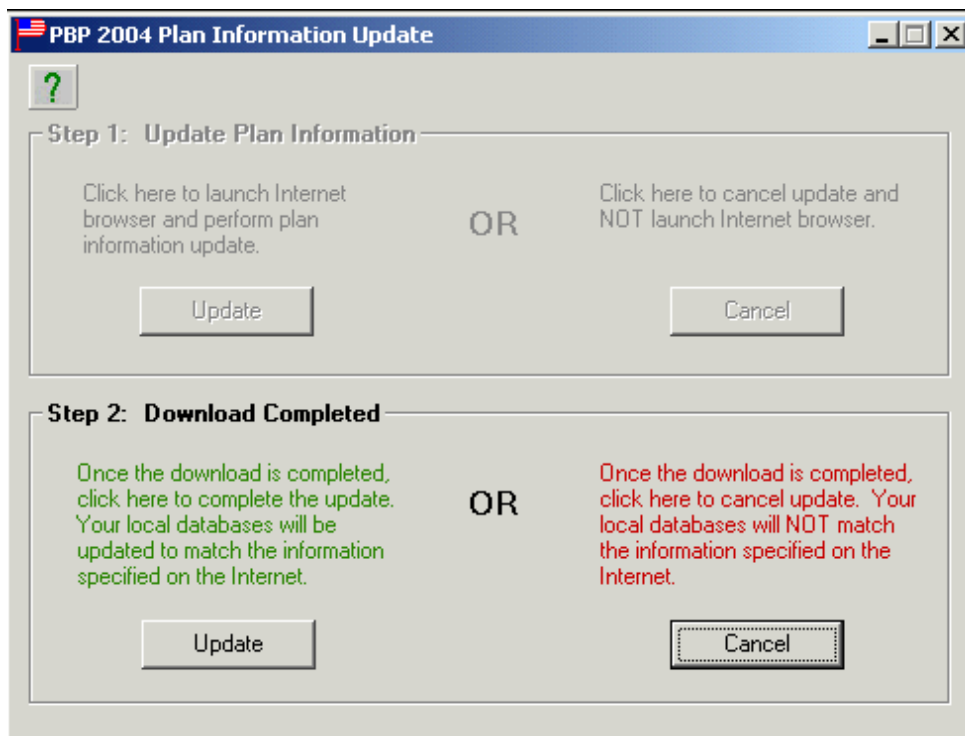 PBP 2004 Plan Information Update
?
Step 1: Update Plan Information
Click here to launch Internet
browser and perform plan
information update.
OR
Click here to cancel update and
NOT launch Internet browser.
Update
Cancel
Step 2: Download Completed
Once the download is completed,
click here to complete the update.
Your local databases will be
updated to match the information
specified on the Internet.
OR
Once the download is completed,
click here to cancel update. Your
local databases will NOT match
the information specified on the
Internet.
Update
Cancel